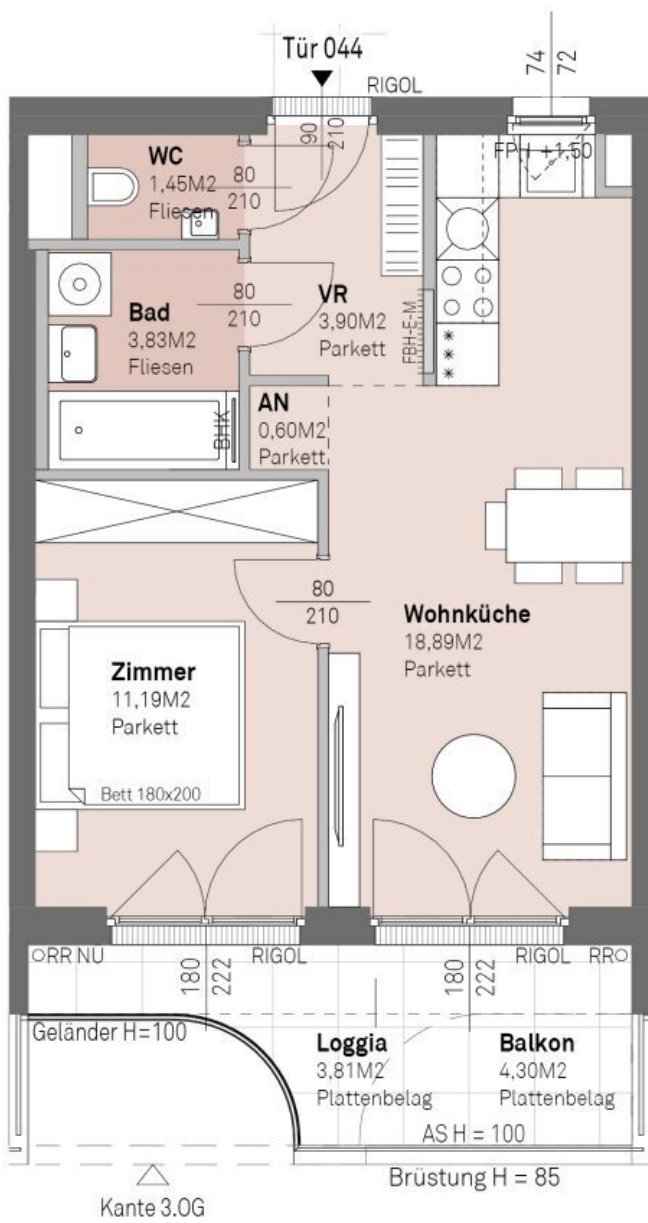 Tür 044
RIGOL
74
72
90
210
WC
1,45M2
Fliesen
80
210
FPH +1,50
Bad
3,83M2
Fliesen
80
210
VR
3,90M2
Parkett
FBH-E-M
AN
0,60M2
Parkett
BHK
80
210
Wohnküche
18,89M2
Parkett
Zimmer
11,19M2
Parkett
Bett 180x200
RR NÜ
180
222
RIGOL
180
222
RIGOL
RR
Geländer H=100
Loggia
3,81M2
Plattenbelag
Balkon
4,30M2
Plattenbelag
AS H = 100
Brüstung H = 85
Kante 3.OG